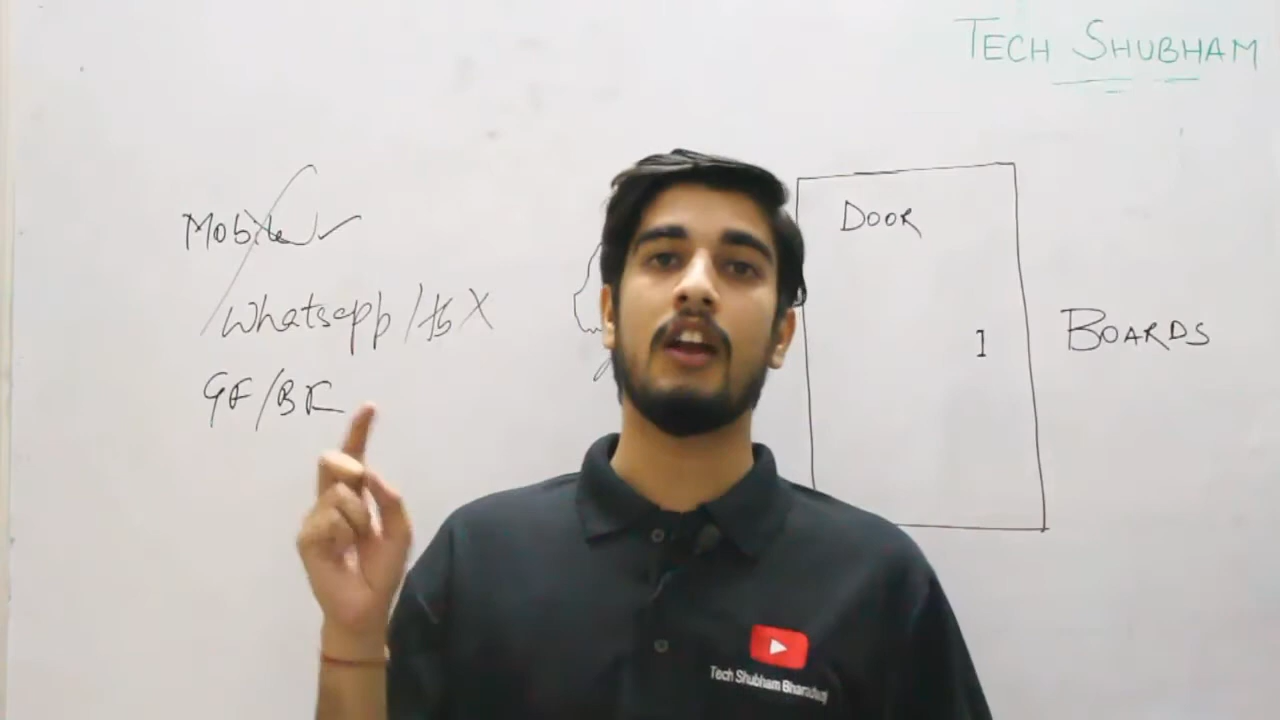 TECH SHUBHAM
Mobile
Whatsapp/fb X
GF/BF
DOOR
1
BOARDS
Tech Shubham Bharadwaj